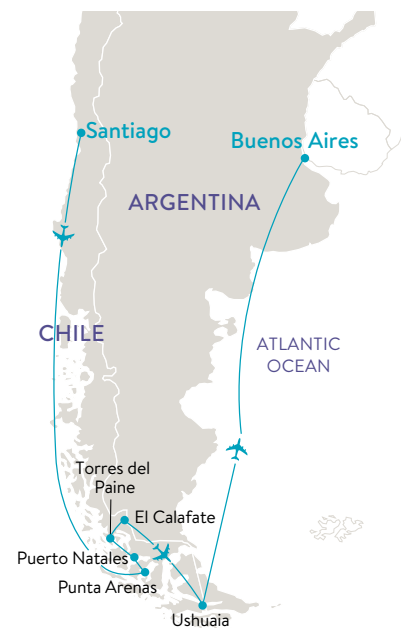 Santiago
Buenos Aires
ARGENTINA
CHILE
ATLANTIC
OCEAN
Torres del
Paine
El Calafate
Puerto Natales
Punta Arenas
Ushuaia